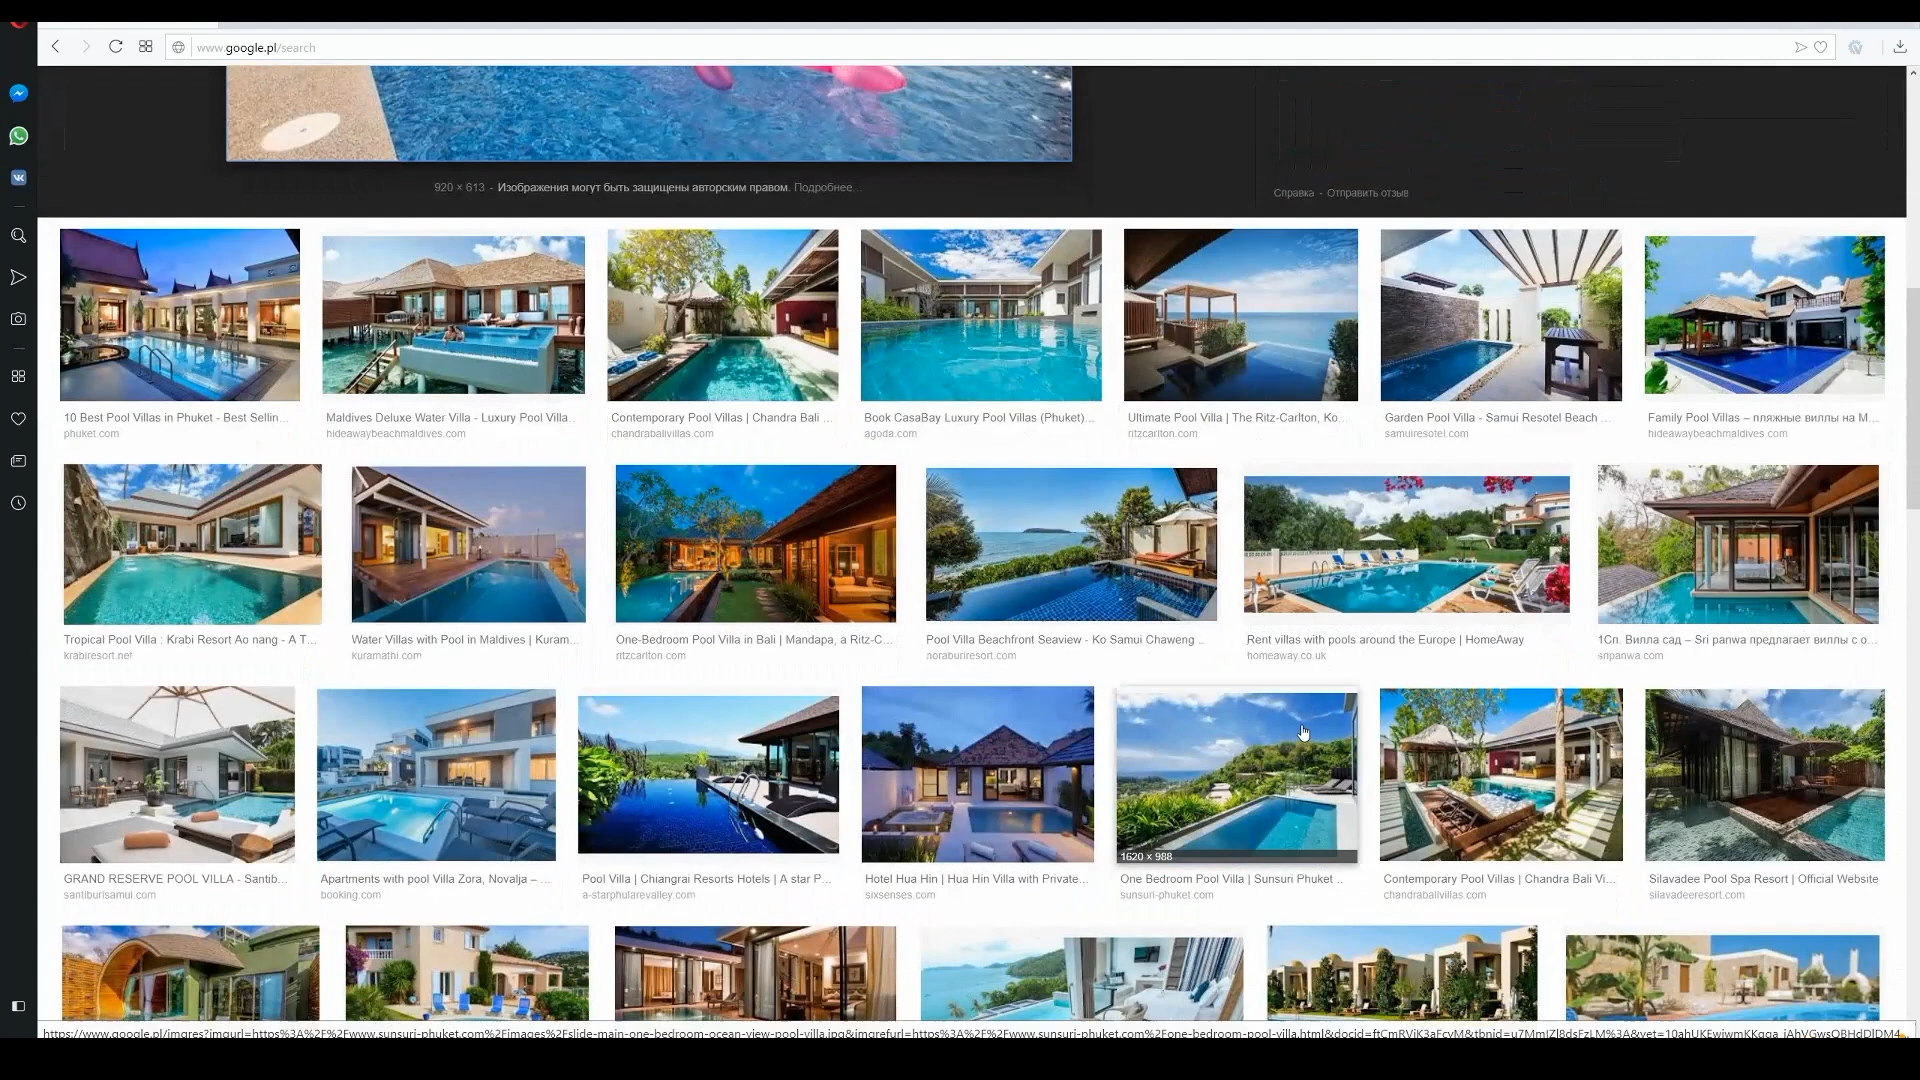 www.google.pl/search
920 × 613 - Изображения могут быть защищены авторским правом. Подробнее...
Справка - Отправить отзыв
10 Best Pool Villas in Phuket - Best Sellin...
phuket.com
Maldives Deluxe Water Villa - Luxury Pool Villa...
hideawaybeachmaldives.com
Contemporary Pool Villas | Chandra Bali ...
chandrabalivillas.com
Book CasaBay Luxury Pool Villas (Phuket)...
agoda.com
Ultimate Pool Villa | The Ritz-Carlton, Ko...
ritzcarlton.com
Garden Pool Villa - Samui Resotel Beach ...
samuiresotel.com
Family Pool Villas – пляжные виллы на М...
hideawaybeachmaldives.com
Tropical Pool Villa : Krabi Resort Ao nang - A T...
krabiresort.net
Water Villas with Pool in Maldives | Kuram...
kuramathi.com
One-Bedroom Pool Villa in Bali | Mandapa, a Ritz-C...
ritzcarlton.com
Pool Villa Beachfront Seaview - Ko Samui Chaweng ...
noraburiresort.com
Rent villas with pools around the Europe | HomeAway
homeaway.co.uk
1Сп. Вилла сад – Sri panwa предлагает виллы с о...
sripanwa.com
GRAND RESERVE POOL VILLA - Santib...
santiburisamui.com
Apartments with pool Villa Zora, Novalja – ...
booking.com
Pool Villa | Chiangrai Resorts Hotels | A star P...
a-starphularevalley.com
Hotel Hua Hin | Hua Hin Villa with Private...
sixsenses.com
1620 × 988
One Bedroom Pool Villa | Sunsuri Phuket ...
sunsuri-phuket.com
Contemporary Pool Villas | Chandra Bali Vi...
chandrabalivillas.com
Silavadee Pool Spa Resort | Official Website
silavadeeresort.com